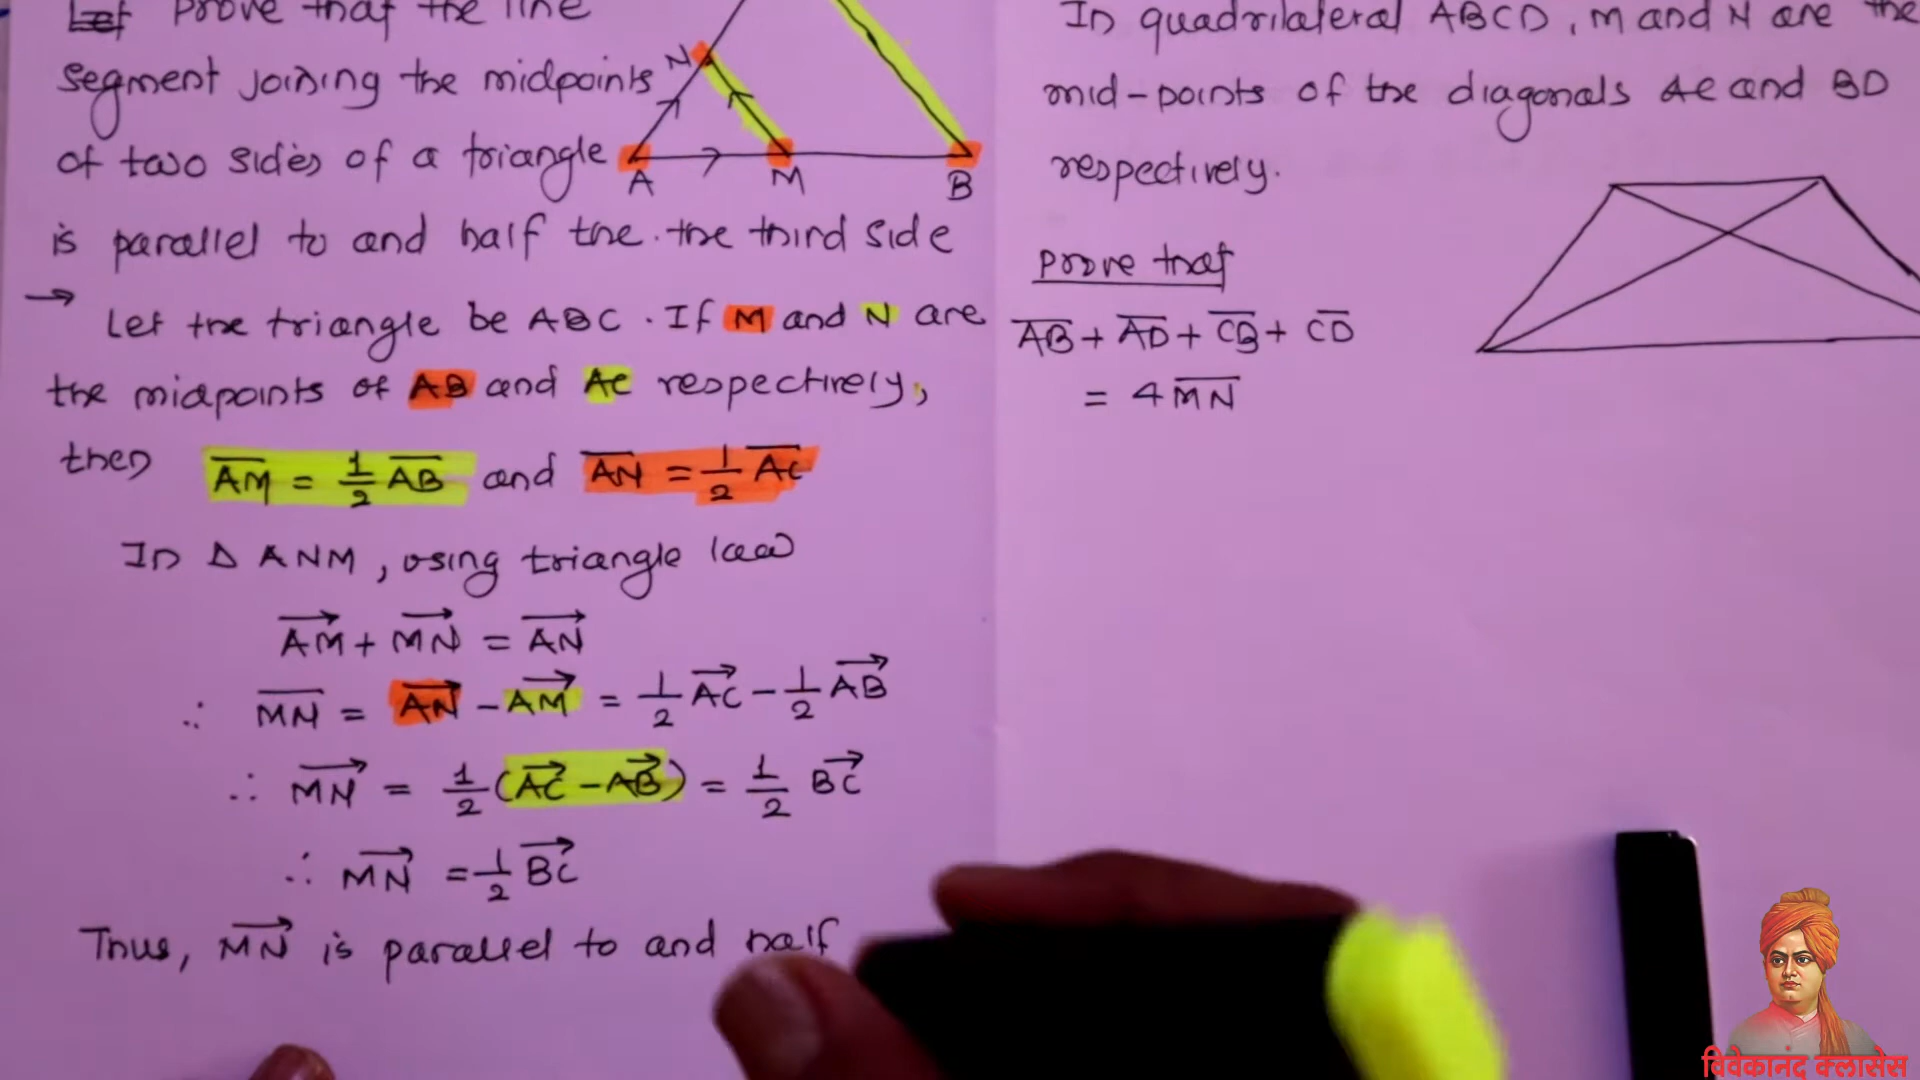 Let Prove that the line
segment joining the midpoints
of two sides of a triangle
is parallel to and half the. the third side
→ Let the triangle be ABC. If M and N are
the midpoints of AB and AC respectively,
then AM = 1/2 AB and AN = 1/2 AC
In Δ ANM, using triangle law
AM + MN = AN
∴ MN = AN - AM = 1/2 AC - 1/2 AB
∴ MN = 1/2 (AC - AB) = 1/2 BC
∴ MN = 1/2 BC
Thus, MN is parallel to and half
N
A
M
B
In quadrilateral ABCD, M and N are the
mid-points of the diagonals AC and BD
respectively.
Prove that
AB + AD + CB + CD
= 4 MN
विवेकानंद क्लासेस